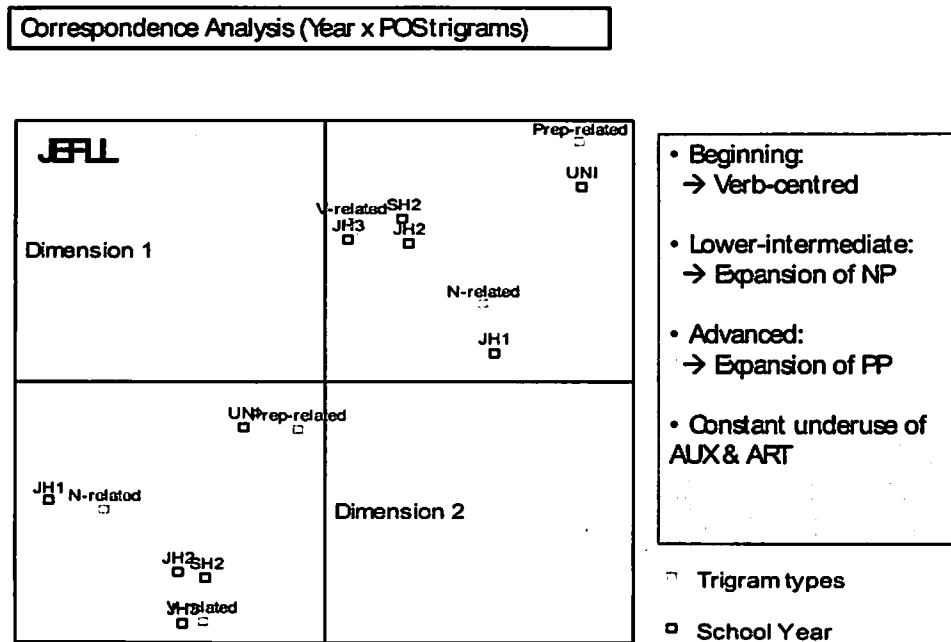 Correspondence Analysis (Year x POStrigrams)
JEFLL
Prep-related
UNI
V-related
SH2
JH3
JH2
Dimension 1
N-related
JH1
UNI
Prep-related
JH1
N-related
Dimension 2
JH2
SH2
JH3
V-related
• Beginning:
→ Verb-centred
• Lower-intermediate:
→ Expansion of NP
• Advanced:
→ Expansion of PP
• Constant underuse of
AUX & ART
Trigram types
School Year